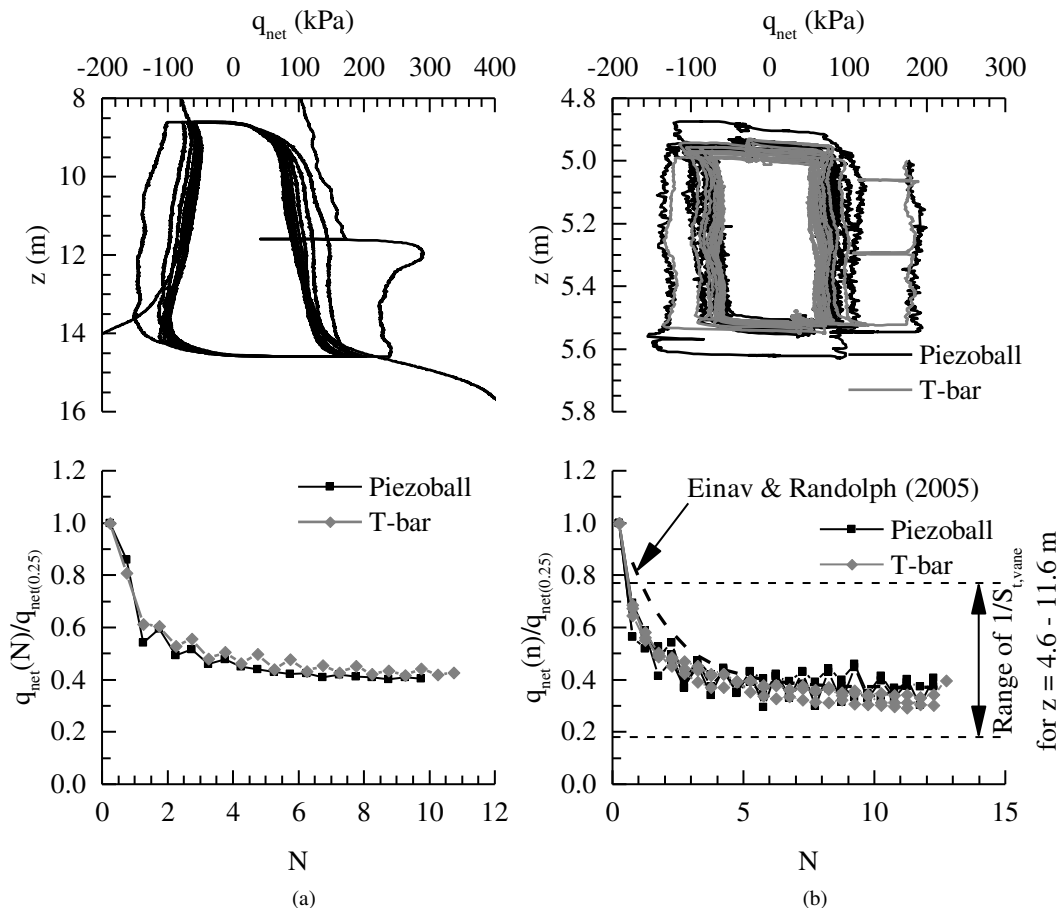 q_net (kPa)
-200 -100 0 100 200 300 400
8
10
12
14
16
z (m)
q_net (kPa)
-200 -100 0 100 200 300
4.8
5.0
5.2
5.4
5.6
5.8
z (m)
Piezoball
T-bar
1.2
1.0
0.8
0.6
0.4
0.2
0.0
q_net(N)/q_net(0.25)
Piezoball
T-bar
0 2 4 6 8 10 12
N
(a)
1.2
1.0
0.8
0.6
0.4
0.2
0.0
q_net(n)/q_net(0.25)
Einav & Randolph (2005)
Piezoball
T-bar
Range of 1/S_t,vane
for z = 4.6 - 11.6 m
0 5 10 15
N
(b)